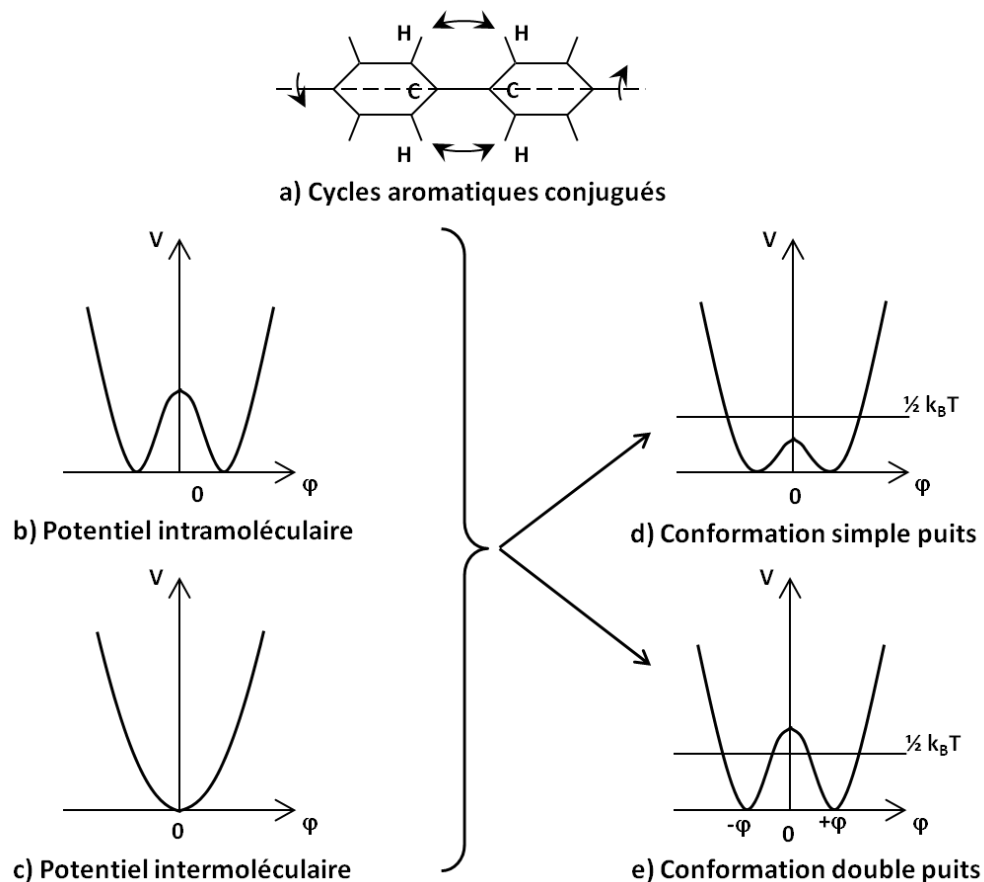 H H
C C
H H
a) Cycles aromatiques conjugués
V
0 φ
b) Potentiel intramoléculaire
V
0 φ
c) Potentiel intermoléculaire
V
½ kBT
0 φ
d) Conformation simple puits
V
½ kBT
-φ 0 +φ φ
e) Conformation double puits